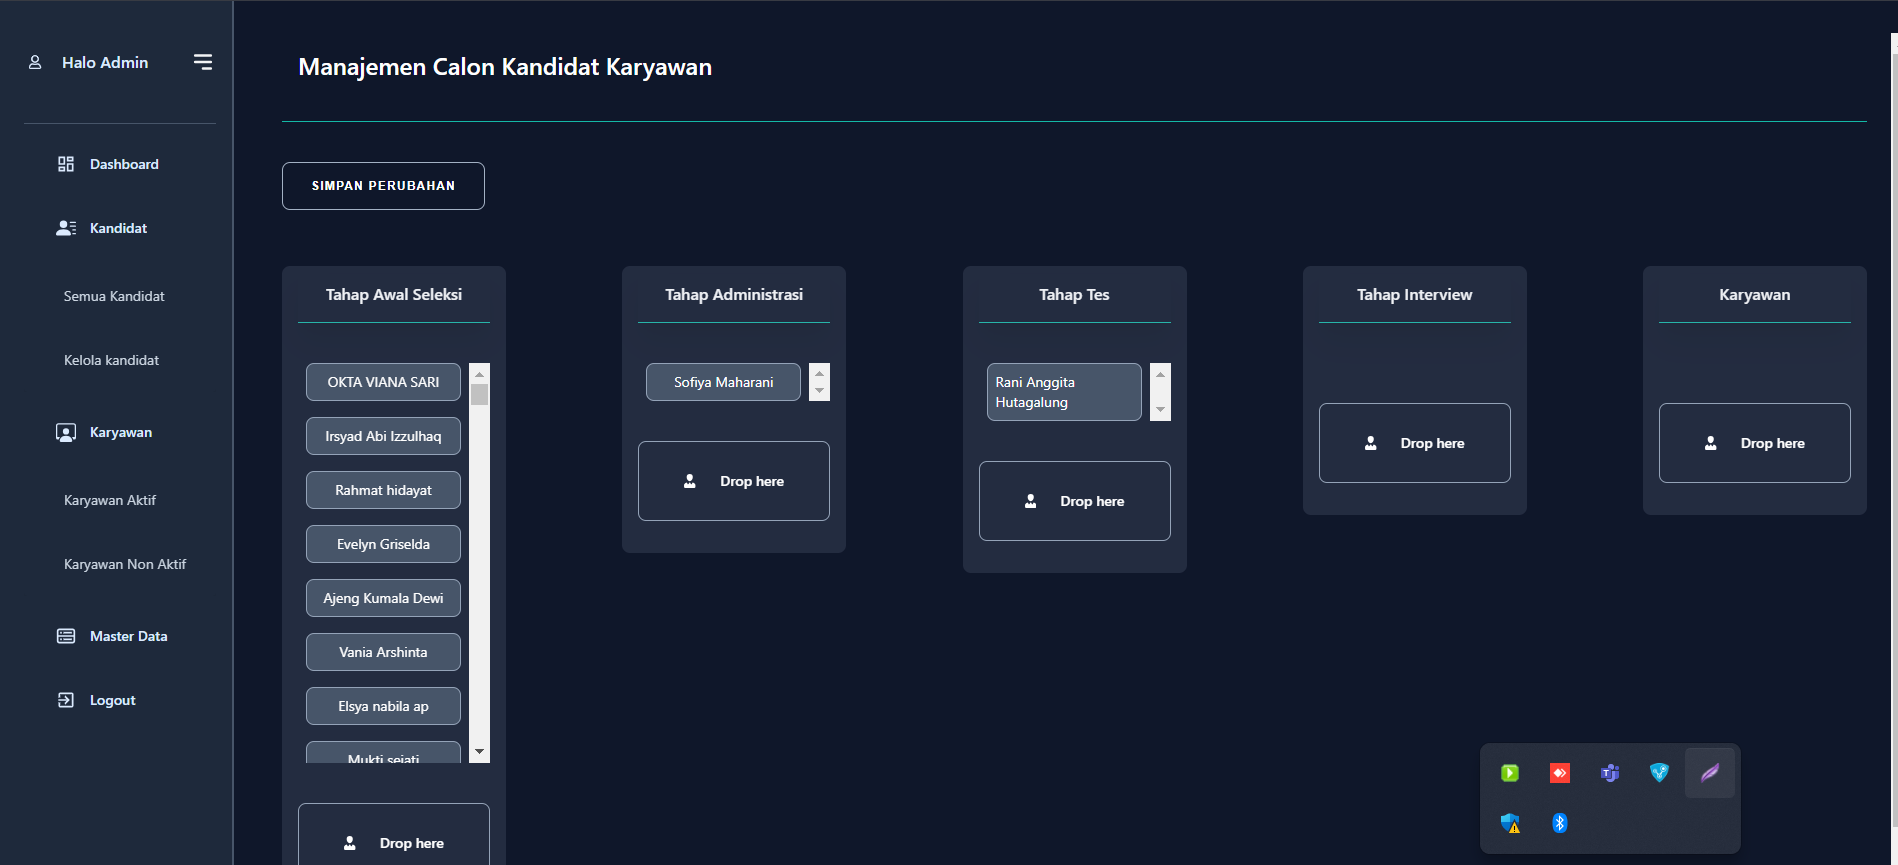 Halo Admin
Dashboard
Kandidat
Semua Kandidat
Kelola kandidat
Karyawan
Karyawan Aktif
Karyawan Non Aktif
Master Data
Logout
Manajemen Calon Kandidat Karyawan
SIMPAN PERUBAHAN
Tahap Awal Seleksi
OKTA VIANA SARI
Irsyad Abi Izzulhaq
Rahmat hidayat
Evelyn Griselda
Ajeng Kumala Dewi
Vania Arshinta
Elsya nabila ap
Mukti sejati
Drop here
Tahap Administrasi
Sofiya Maharani
Drop here
Tahap Tes
Rani Anggita
Hutagalung
Drop here
Tahap Interview
Drop here
Karyawan
Drop here